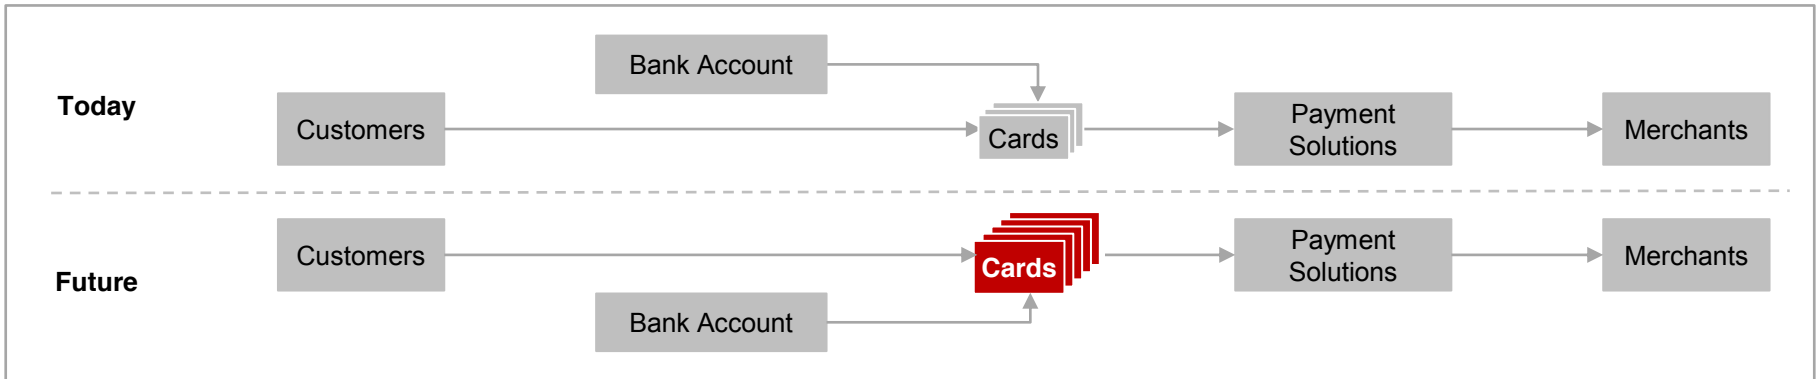 Bank Account
Today
Customers
Cards
Payment
Solutions
Merchants
Customers
Cards
Payment
Solutions
Merchants
Future
Bank Account